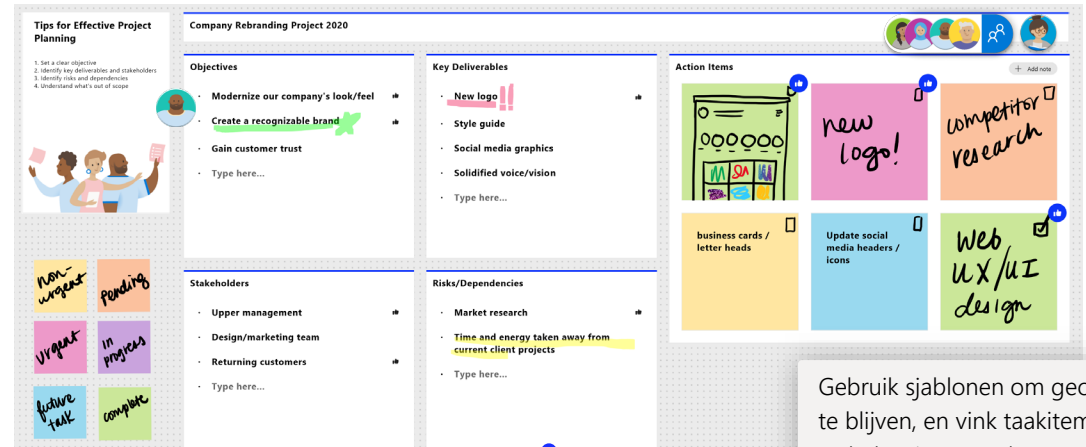 Tips for Effective Project
Planning
1. Set a clear objective
2. Identify key deliverables and stakeholders
3. Identify risks and dependencies
4. Understand what's out of scope
Company Rebranding Project 2020
Objectives
· Modernize our company's look/feel
· Create a recognizable brand
· Gain customer trust
· Type here...
Key Deliverables
· New logo
· Style guide
· Social media graphics
· Solidified voice/vision
· Type here...
Action Items
+ Add note
new
logo!
competitor
research
business cards /
letter heads
Update social
media headers /
icons
Web
UX/UI
design
non-
urgent
pending
urgent
in
progress
future
task
complete
Stakeholders
· Upper management
· Design/marketing team
· Returning customers
· Type here...
Risks/Dependencies
· Market research
· Time and energy taken away from
current client projects
· Type here...
Gebruik sjablonen om
te blijven, en vink